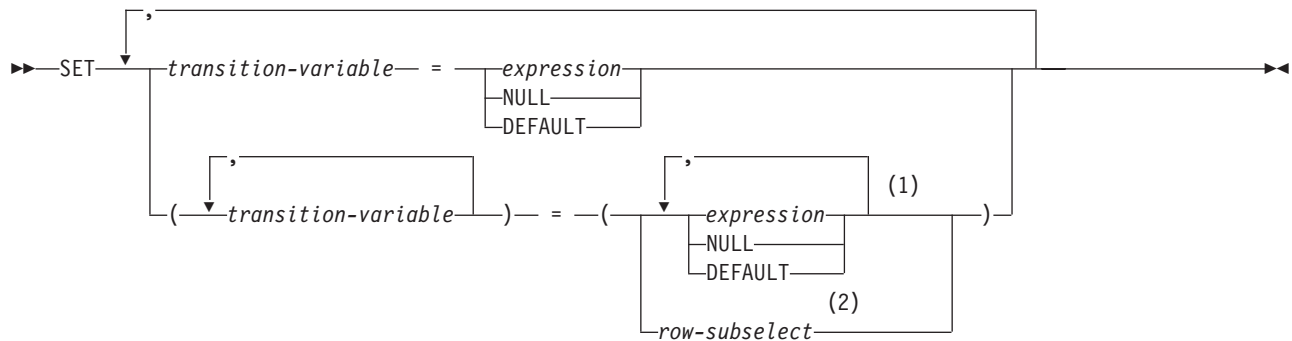 ,
SET transition-variable = expression
NULL
DEFAULT
, ,
(1)
( transition-variable ) = ( expression )
NULL
DEFAULT
(2)
row-subselect